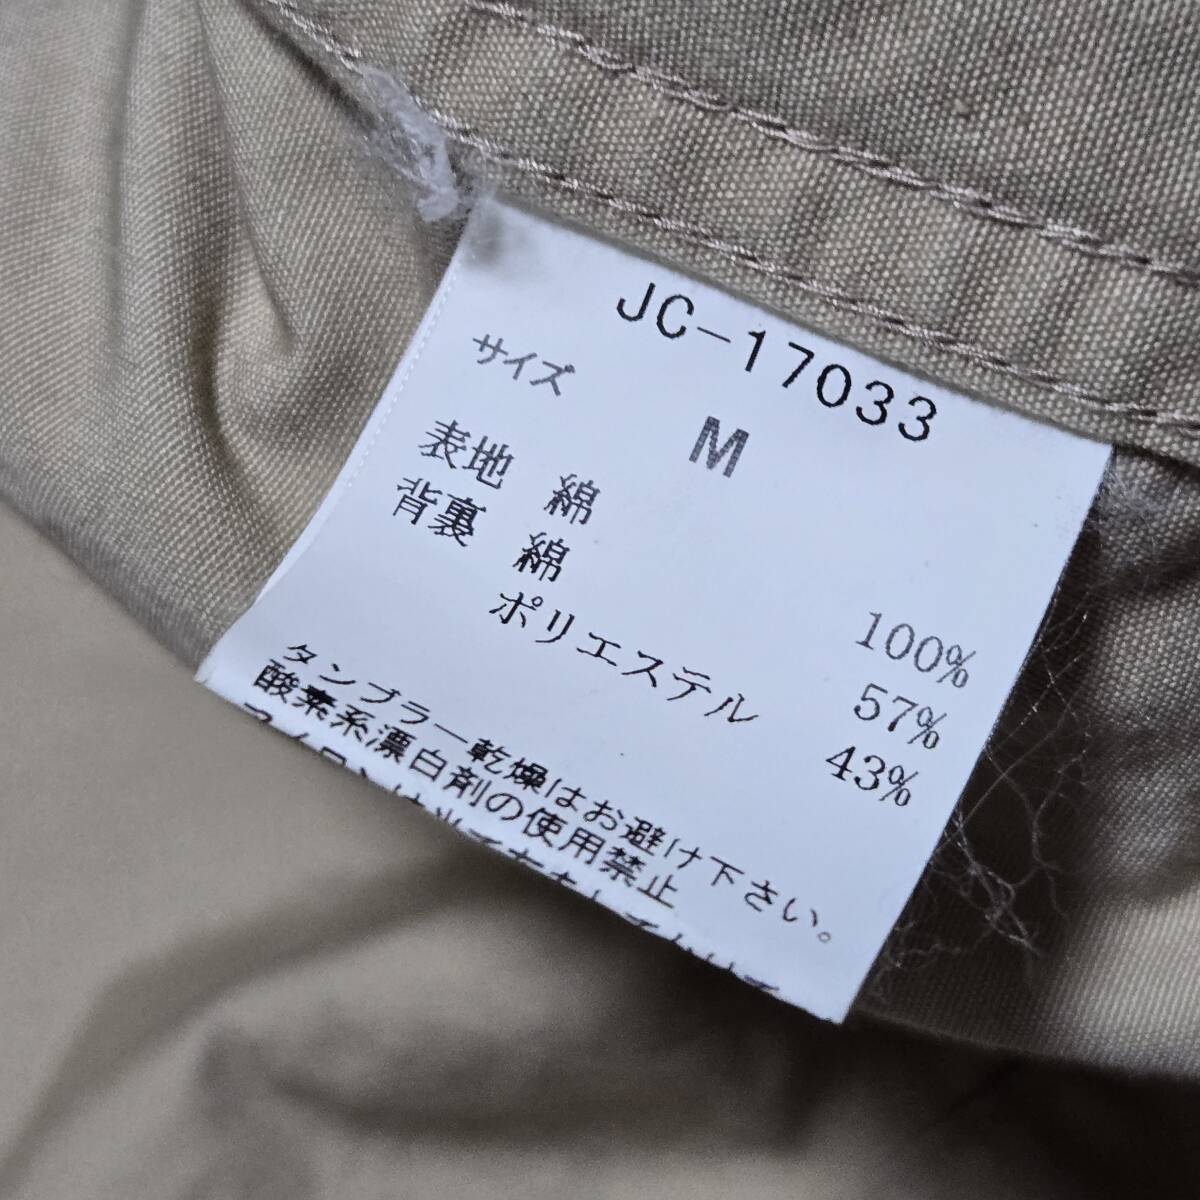 JC-17033
サイズ
M
表地 綿 100%
背裏 綿 57%
ポリエステル 43%
タンブラー乾燥はお避け下さい。
酸素系漂白剤の使用禁止